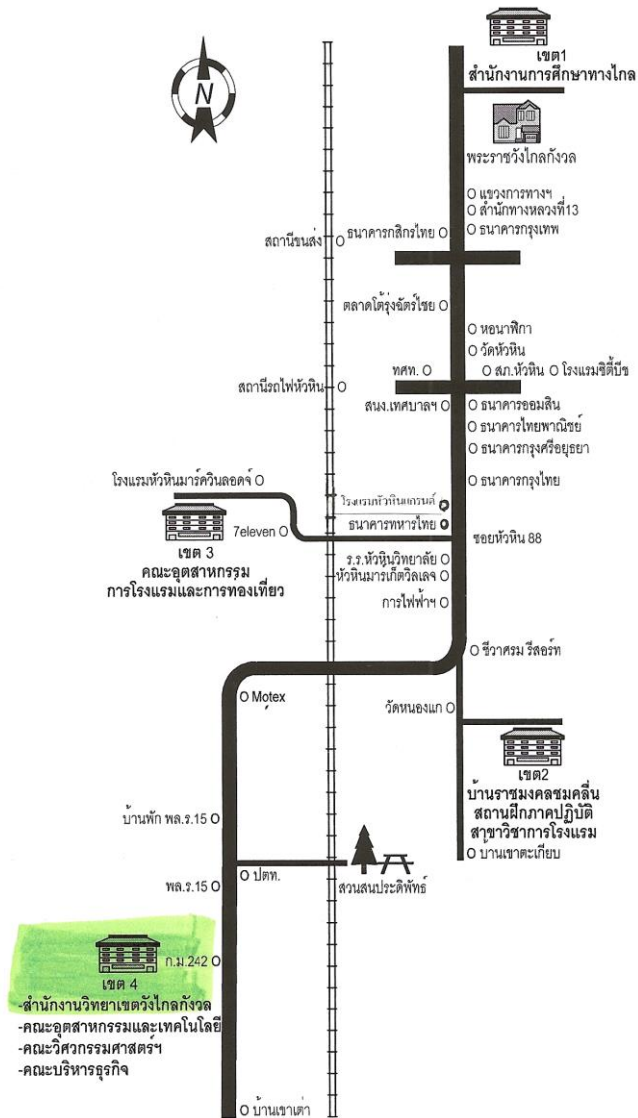 เขต1
สำนักงานการศึกษาทางไกล
N
พระราชวังไกลกังวล
แขวงการทางฯ
สำนักทางหลวงที่13
ธนาคารกสิกรไทย
ธนาคารกรุงเทพ
สถานีขนส่ง
ตลาดโต้รุ่งฉัตร์ไชย
หอนาฬิกา
วัดหัวหิน
ทศท.
สภ.หัวหิน
โรงแรมซิตี้บีช
สถานีรถไฟหัวหิน
สนง.เทศบาลฯ
ธนาคารออมสิน
ธนาคารไทยพาณิชย์
ธนาคารกรุงศรีอยุธยา
โรงแรมหัวหินมาร์ควินลอดจ์
ธนาคารกรุงไทย
โรงแรมหัวหินแกรนด์
7eleven
ธนาคารทหารไทย
ซอยหัวหิน 88
เขต 3
คณะอุตสาหกรรม
การโรงแรมและการท่องเที่ยว
ร.ร.หัวหินวิทยาลัย
หัวหินมาร์เก็ตวิลเลจ
การไฟฟ้าฯ
ชีวาศรม รีสอร์ท
Motex
วัดหนองแก
เขต2
บ้านราชมงคลชมคลื่น
สถานฝึกภาคปฏิบัติ
สาขาวิชาการโรงแรม
บ้านพัก พล.ร.15
บ้านเขาตะเกียบ
ปตท.
พล.ร.15
สวนสนประดิพัทธ์
ก.ม.242
เขต 4
-สำนักงานวิทยาเขตวังไกลกังวล
-คณะอุตสาหกรรมและเทคโนโลยี
-คณะวิศวกรรมศาสตร์ฯ
-คณะบริหารธุรกิจ
บ้านเขาเต่า